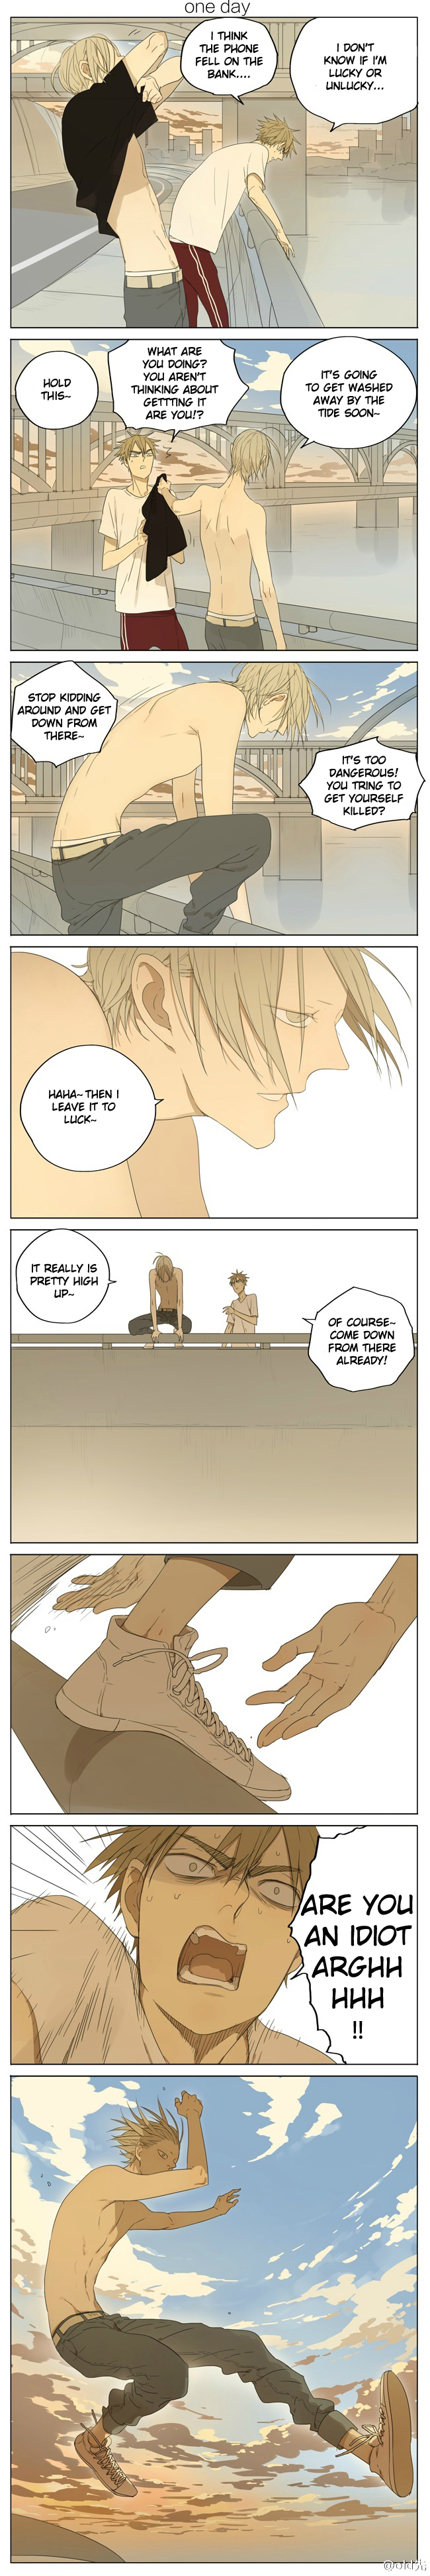 one day
I THINK
THE PHONE
FELL ON THE
BANK....
I DON'T
KNOW IF I'M
LUCKY OR
UNLUCKY...
HOLD
THIS~
WHAT ARE
YOU DOING?
YOU AREN'T
THINKING ABOUT
GETTTING IT
ARE YOU!?
IT'S GOING
TO GET WASHED
AWAY BY THE
TIDE SOON~
STOP KIDDING
AROUND AND GET
DOWN FROM
THERE~
IT'S TOO
DANGEROUS!
YOU TRING TO
GET YOURSELF
KILLED?
HAHA~ THEN I
LEAVE IT TO
LUCK~
IT REALLY IS
PRETTY HIGH
UP~
OF COURSE~
COME DOWN
FROM THERE
ALREADY!
ARE YOU
AN IDIOT
ARGHH
HHH
!!
@old先